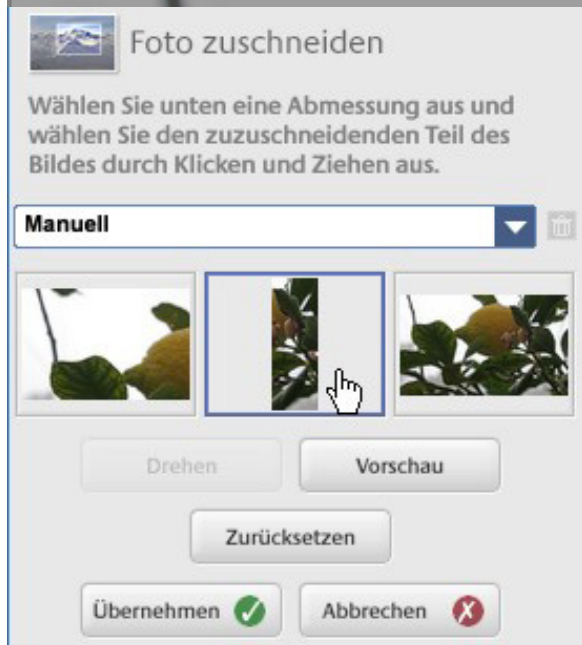 Foto zuschneiden
Wählen Sie unten eine Abmessung aus und
wählen Sie den zuzuschneidenden Teil des
Bildes durch Klicken und Ziehen aus.
Manuell
Drehen
Vorschau
Zurücksetzen
Übernehmen
Abbrechen